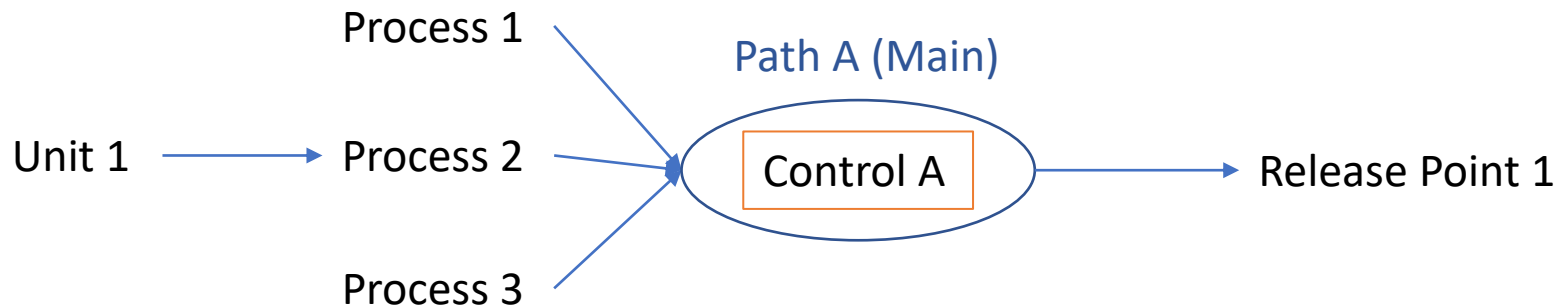 Process 1
Path A (Main)
Unit 1
Process 2
Control A
Release Point 1
Process 3